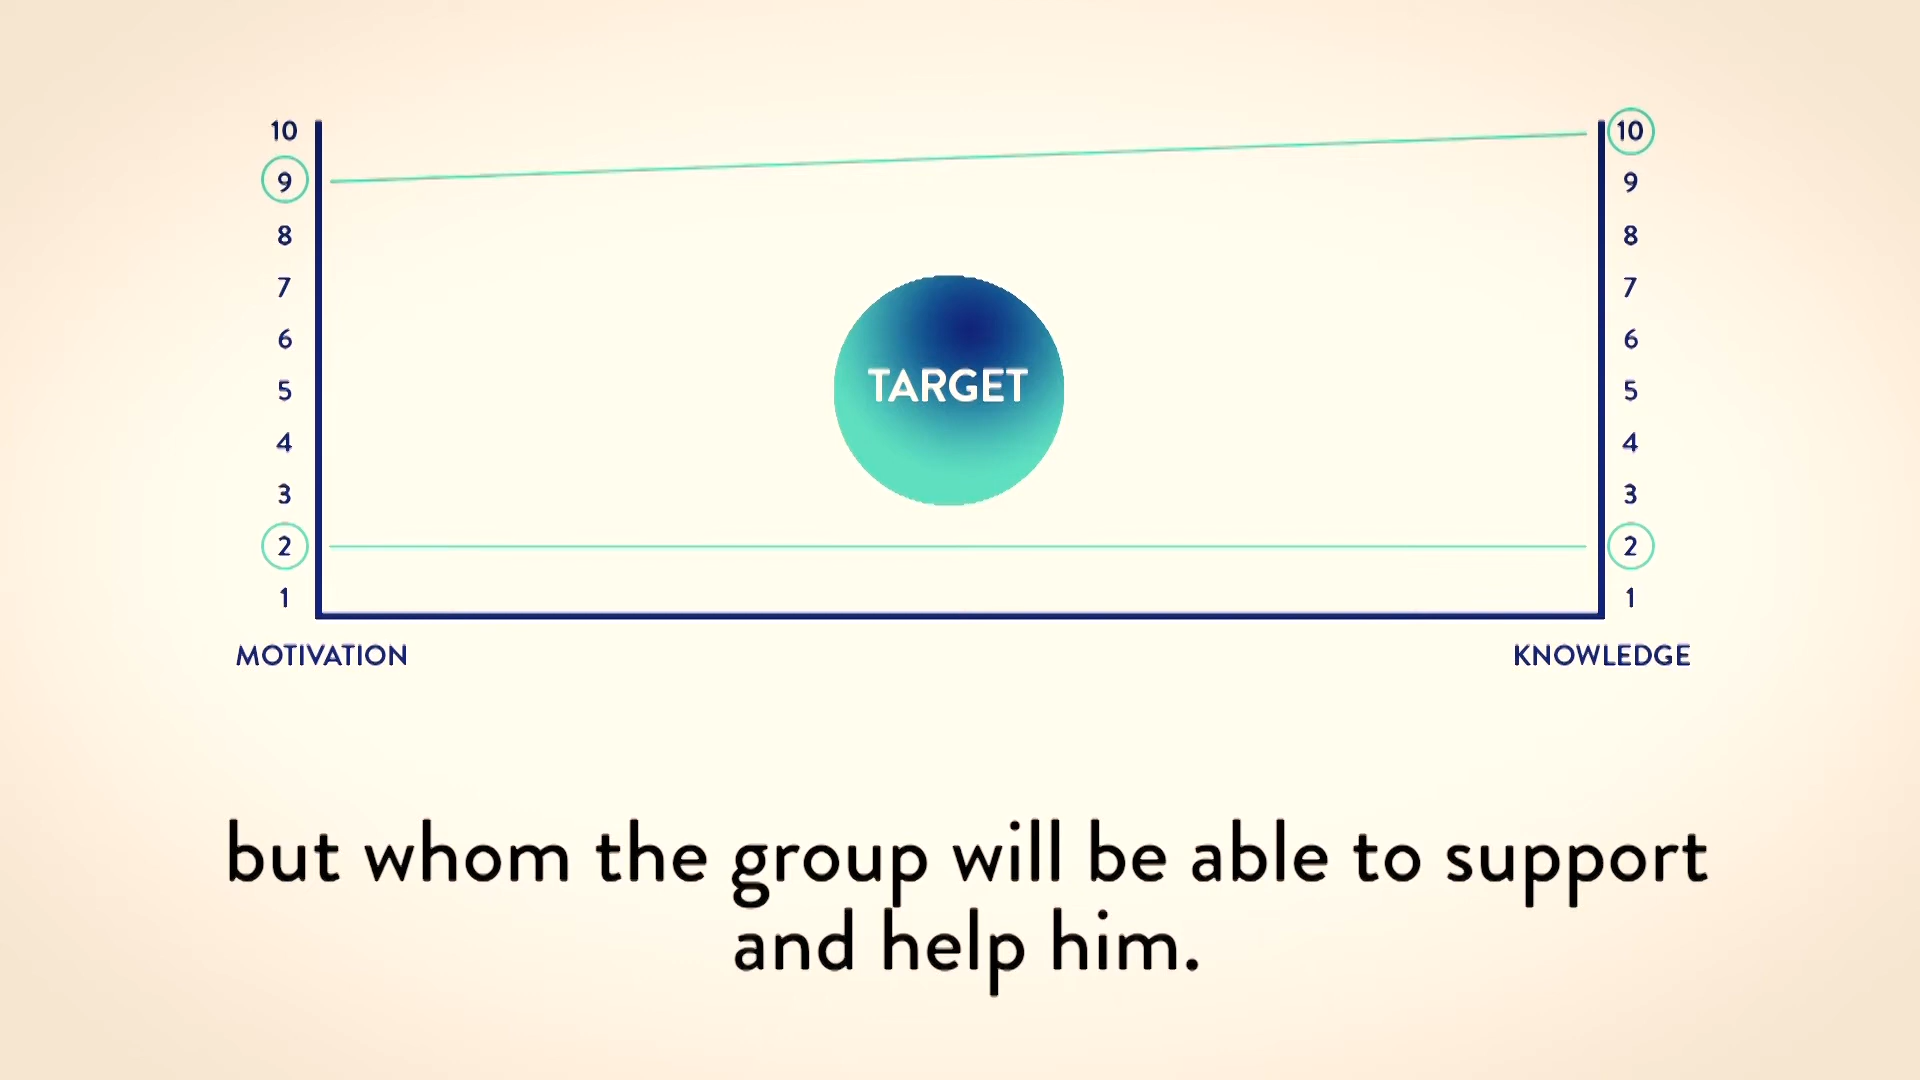 10 10
9 9
8 8
7 7
6 6
TARGET
5 5
4 4
3 3
2 2
1 1
MOTIVATION KNOWLEDGE
but whom the group will be able to support
and help him.